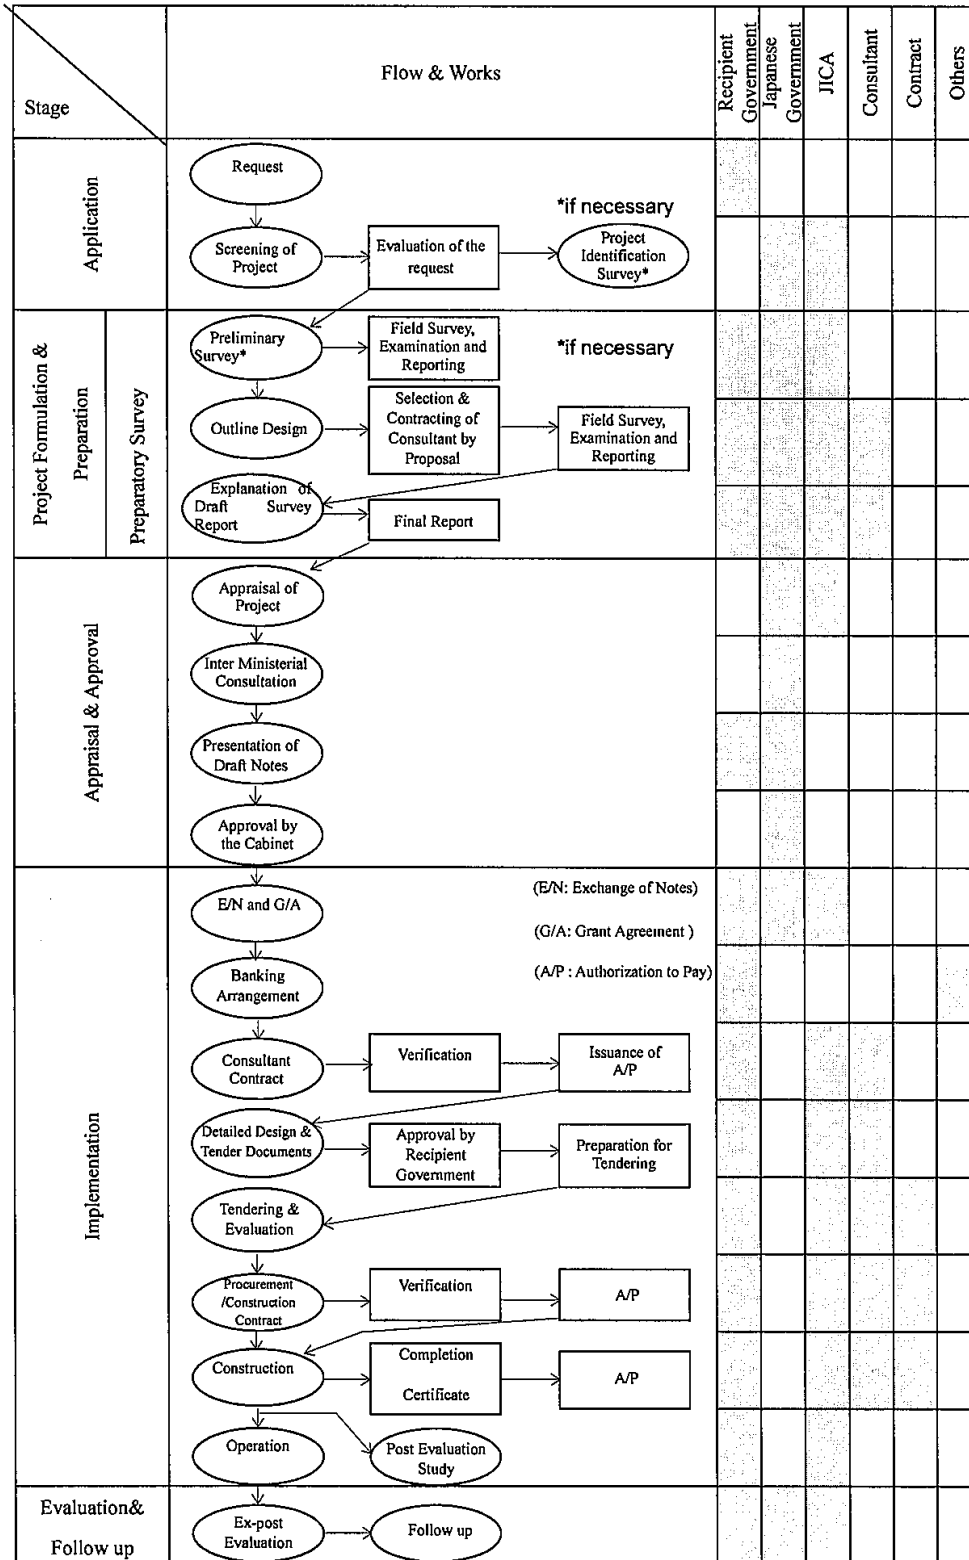 Stage
Flow & Works
Recipient
Government
Japanese
Government
JICA
Consultant
Contract
Others
Application
Request
*if necessary
Screening of
Project
Evaluation of the
request
Project
Identification
Survey*
Project Formulation &
Preparation
Preparatory Survey
Preliminary
Survey*
Field Survey,
Examination and
Reporting
*if necessary
Outline Design
Selection &
Contracting of
Consultant by
Proposal
Field Survey,
Examination and
Reporting
Explanation of
Draft Survey
Report
Final Report
Appraisal & Approval
Appraisal of
Project
Inter Ministerial
Consultation
Presentation of
Draft Notes
Approval by
the Cabinet
Implementation
E/N and G/A
(E/N: Exchange of Notes)
(G/A: Grant Agreement )
(A/P : Authorization to Pay)
Banking
Arrangement
Consultant
Contract
Verification
Issuance of
A/P
Detailed Design &
Tender Documents
Approval by
Recipient
Government
Preparation for
Tendering
Tendering &
Evaluation
Procurement
/Construction
Contract
Verification
A/P
Construction
Completion
Certificate
A/P
Operation
Post Evaluation
Study
Evaluation&
Follow up
Ex-post
Evaluation
Follow up